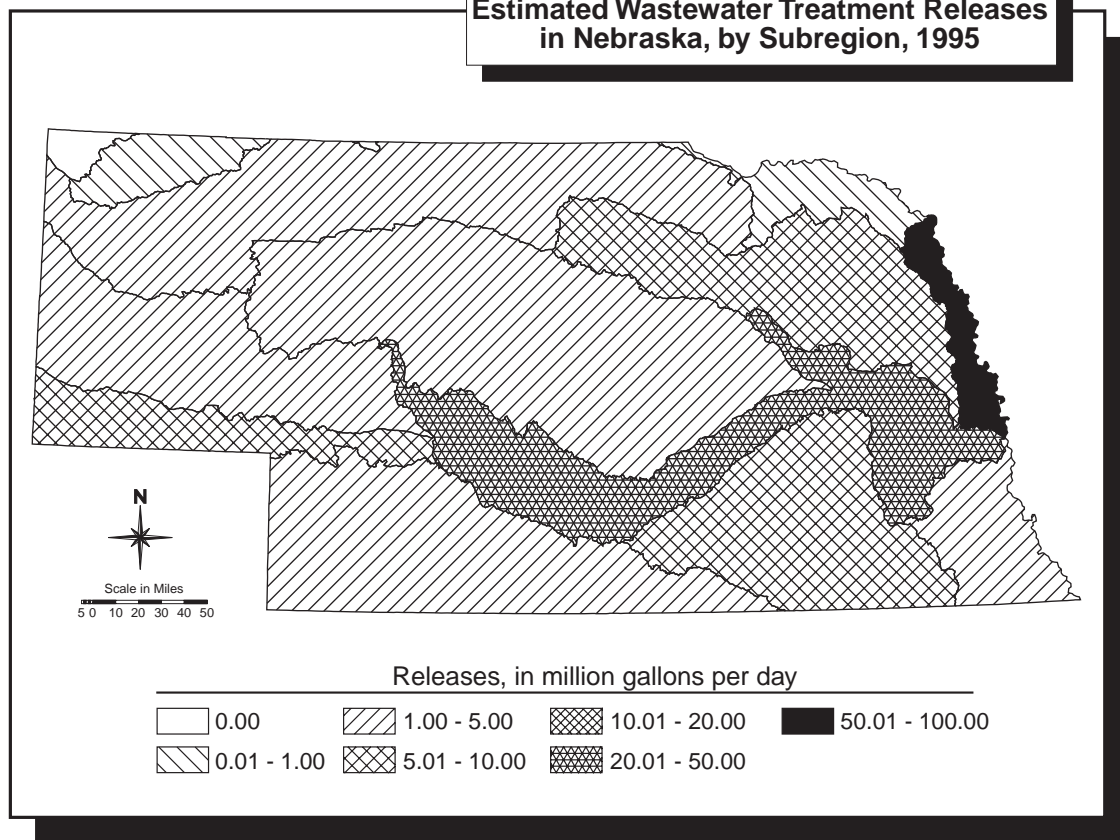 Estimated Wastewater Treatment Releases
in Nebraska, by Subregion, 1995
N
Scale in Miles
5 0 10 20 30 40 50
Releases, in million gallons per day
0.00 1.00 - 5.00 10.01 - 20.00 50.01 - 100.00
0.01 - 1.00 5.01 - 10.00 20.01 - 50.00